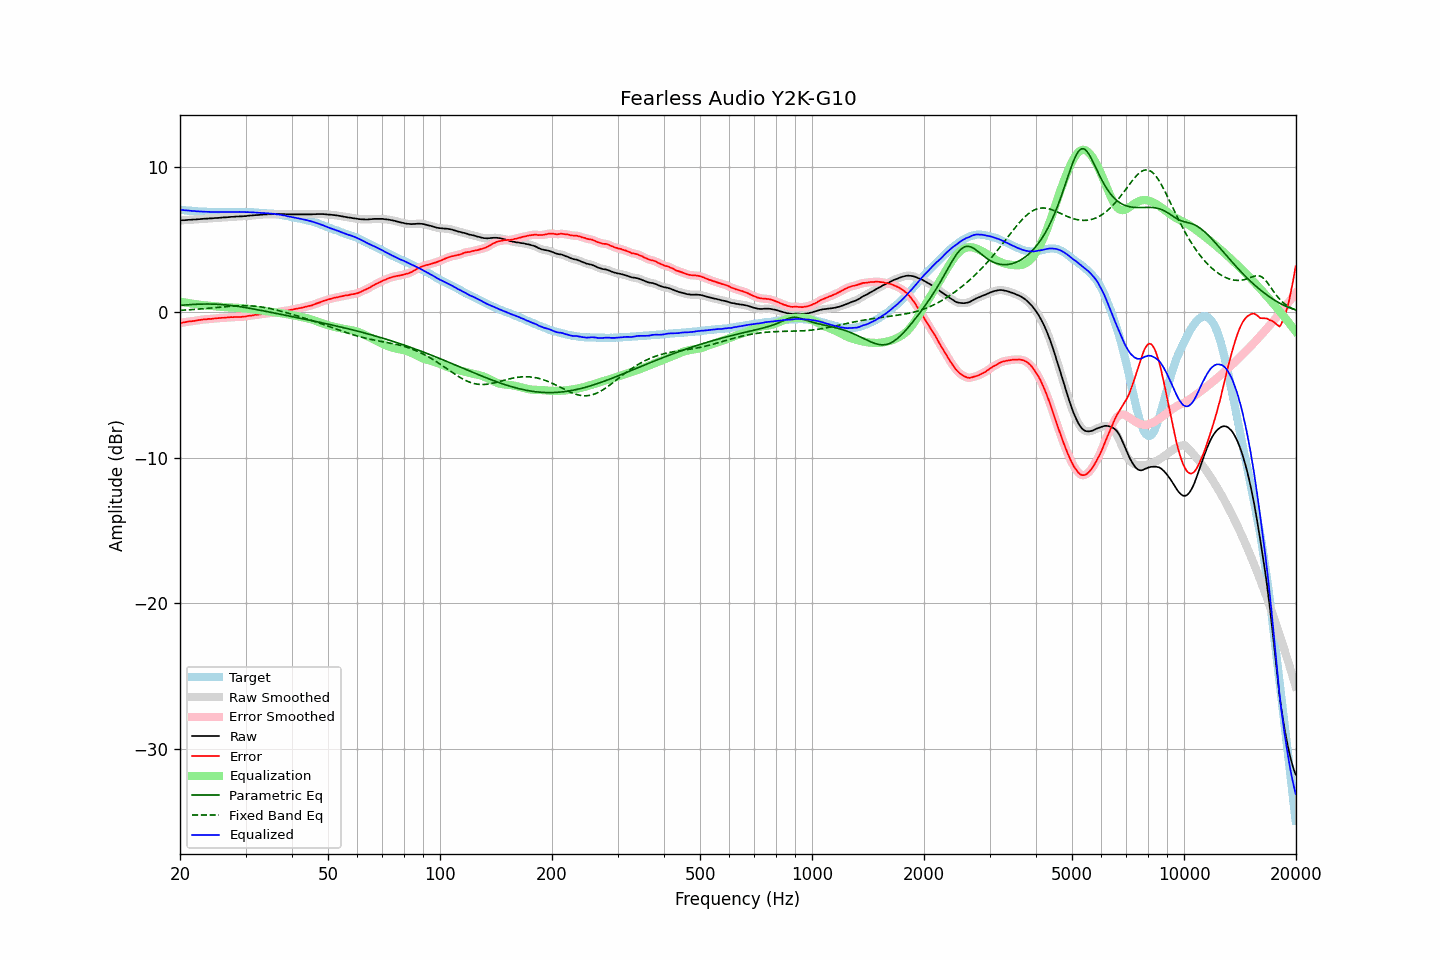 Fearless Audio Y2K-G10
10
0
−10
−20
−30
Amplitude (dBr)
Target
Raw Smoothed
Error Smoothed
Raw
Error
Equalization
Parametric Eq
Fixed Band Eq
Equalized
20 50 100 200 500 1000 2000 5000 10000 20000
Frequency (Hz)